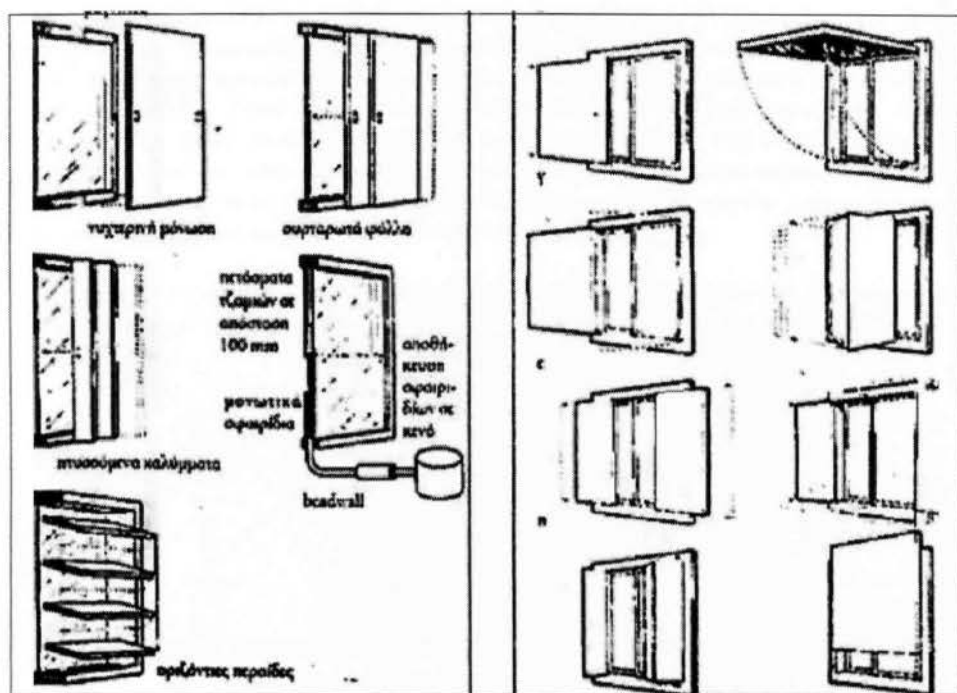 νυχτερινή μόνωση
συρταρωτά φύλλα
πετάσματα
τζαμιών σε
απόσταση
100 mm
αποθή-
κευση
σφαιρι-
δίων σε
κενό
μονωτικά
σφαιρίδια
πτυσσόμενα καλύμματα
beadwall
οριζόντιες περσίδες
γ
ε
η